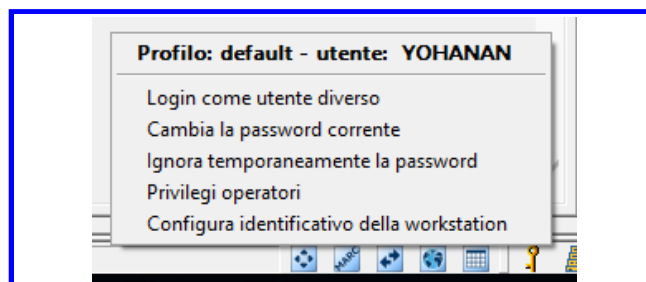 Profilo: default - utente: YOHANAN
Login come utente diverso
Cambia la password corrente
Ignora temporaneamente la password
Privilegi operatori
Configura identificativo della workstation
MARC